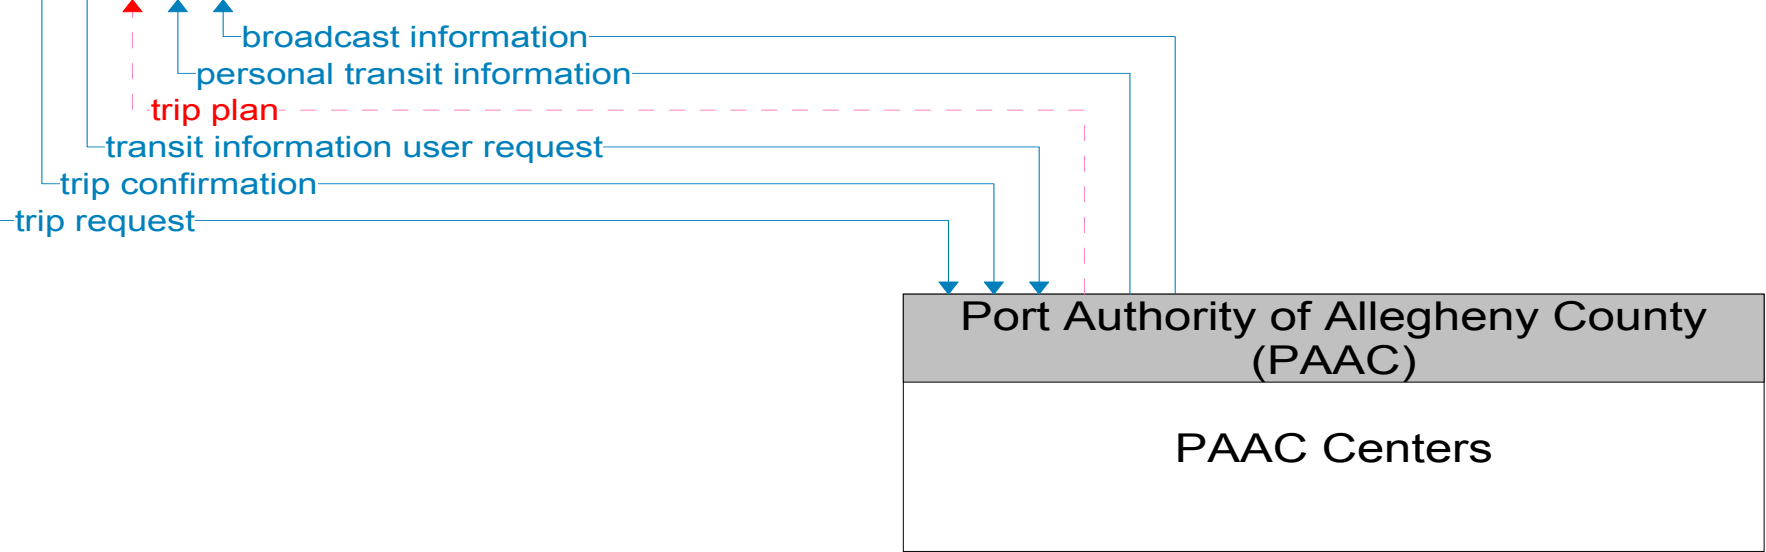 broadcast information
personal transit information
trip plan
transit information user request
trip confirmation
trip request
Port Authority of Allegheny County
(PAAC)
PAAC Centers